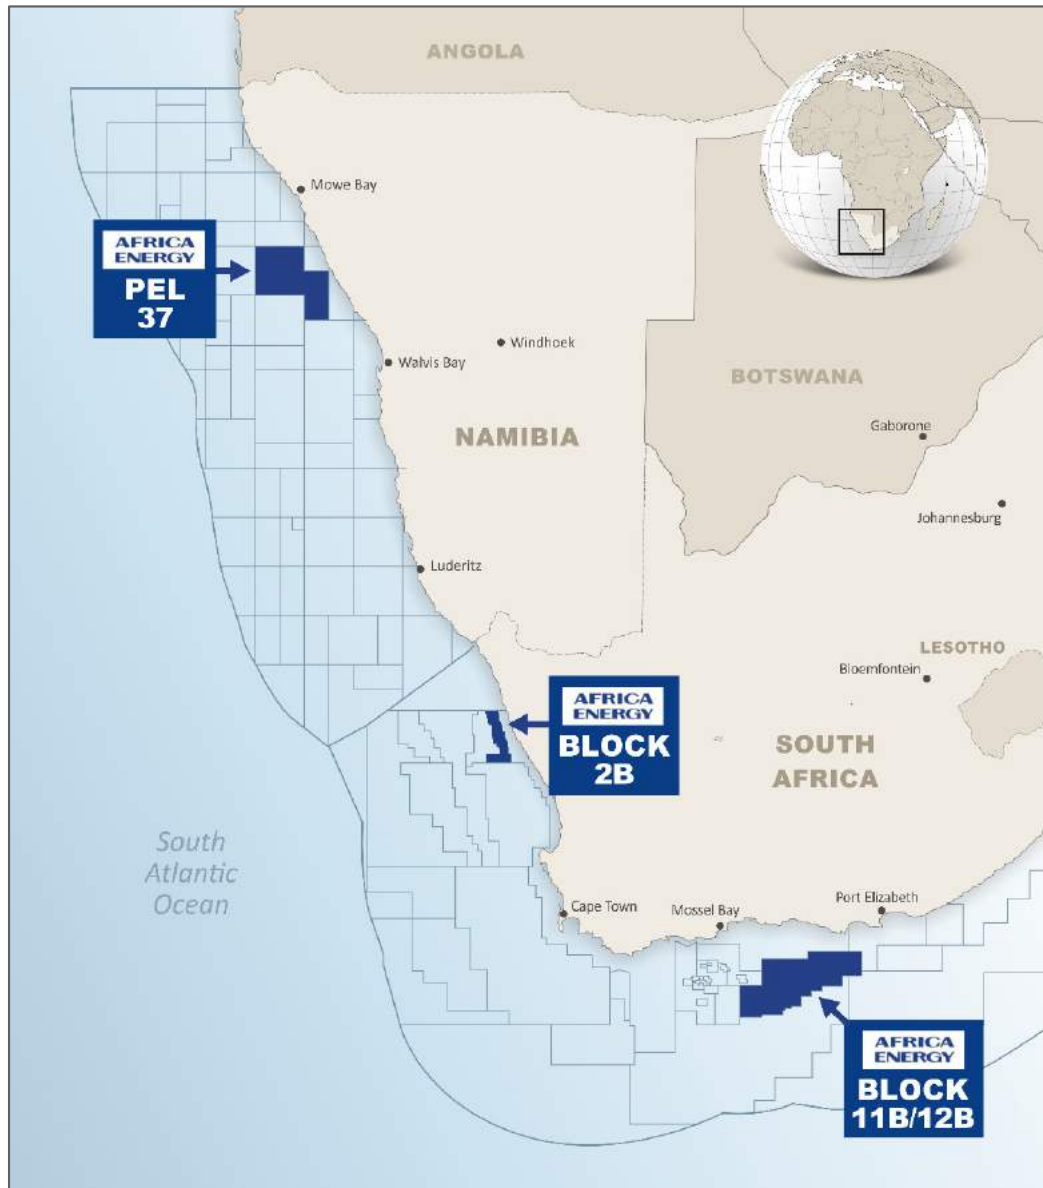 ANGOLA
Mowe Bay
AFRICA
ENERGY
PEL
37
Windhoek
Walvis Bay
BOTSWANA
NAMIBIA
Gaborone
Johannesburg
Luderitz
LESOTHO
Bloemfontein
AFRICA
ENERGY
BLOCK
2B
SOUTH
AFRICA
South
Atlantic
Ocean
Cape Town
Mossel Bay
Port Elizabeth
AFRICA
ENERGY
BLOCK
11B/12B